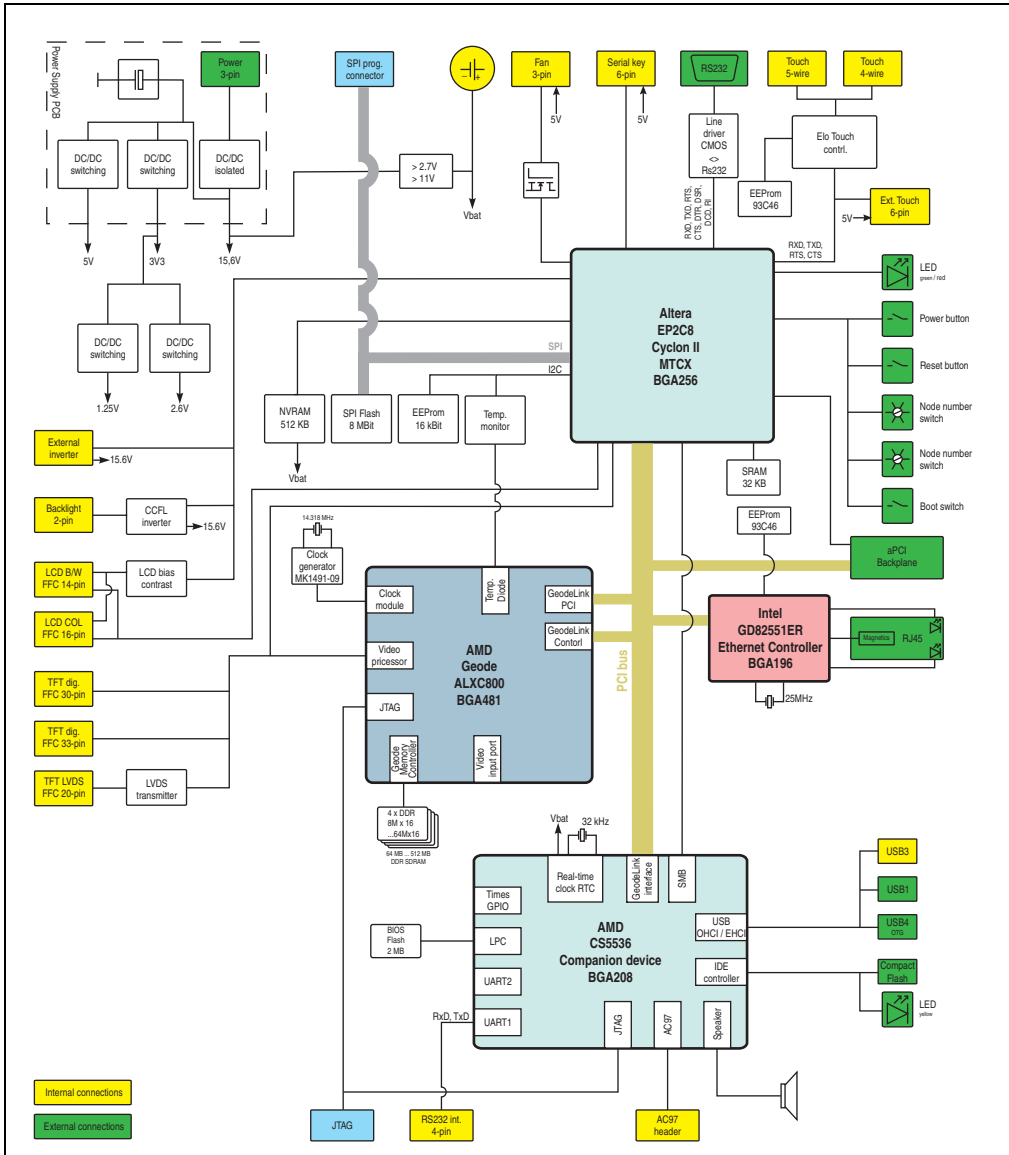 Power Supply PCB
Power
3-pin
DC/DC
switching
DC/DC
switching
DC/DC
isolated
5V
3V3
15,6V
DC/DC
switching
DC/DC
switching
1.25V
2.6V
SPI prog.
connector
> 2.7V
> 11V
- +
Vbat
Fan
3-pin
5V
Serial key
6-pin
5V
RS232
Line
driver
CMOS
<>
Rs232
RXD, TXD, RTS,
CTS, DTR, DSR,
DCD, RI
Touch
5-wire
Touch
4-wire
Elo Touch
contrl.
EEProm
93C46
5V
Ext. Touch
6-pin
RXD, TXD,
RTS, CTS
Altera
EP2C8
Cyclon II
MTCX
BGA256
SPI
I2C
LED
green / red
Power button
Reset button
Node number
switch
Node number
switch
Boot switch
NVRAM
512 KB
Vbat
SPI Flash
8 MBit
EEProm
16 kBit
Temp.
monitor
SRAM
32 KB
EEProm
93C46
aPCI
Backplane
External
inverter
15.6V
Backlight
2-pin
CCFL
inverter
15.6V
LCD B/W
FFC 14-pin
LCD bias
contrast
LCD COL
FFC 16-pin
TFT dig.
FFC 30-pin
TFT dig.
FFC 33-pin
TFT LVDS
FFC 20-pin
LVDS
transmitter
14.318 MHz
Clock
generator
MK1491-09
Clock
module
Temp.
Diode
GeodeLink
PCI
GeodeLink
Contorl
Video
pricessor
JTAG
AMD
Geode
ALXC800
BGA481
Geode
Memory
Controller
Video
input port
4 x DDR
8M x 16
...64Mx16
64 MB ... 512 MB
DDR SDRAM
PCI bus
Intel
GD82551ER
Ethernet Controller
BGA196
25MHz
Magnetics
RJ45
Vbat
32 kHz
Real-time
clock RTC
GeodeLink
interface
SMB
Times
GPIO
LPC
UART2
UART1
BIOS
Flash
2 MB
RxD, TxD
AMD
CS5536
Companion device
BGA208
USB
OHCI / EHCI
IDE
controller
JTAG
AC97
Speaker
USB3
USB1
USB4
OTG
Compact
Flash
LED
yellow
Internal connections
External connections
JTAG
RS232 int.
4-pin
AC97
header